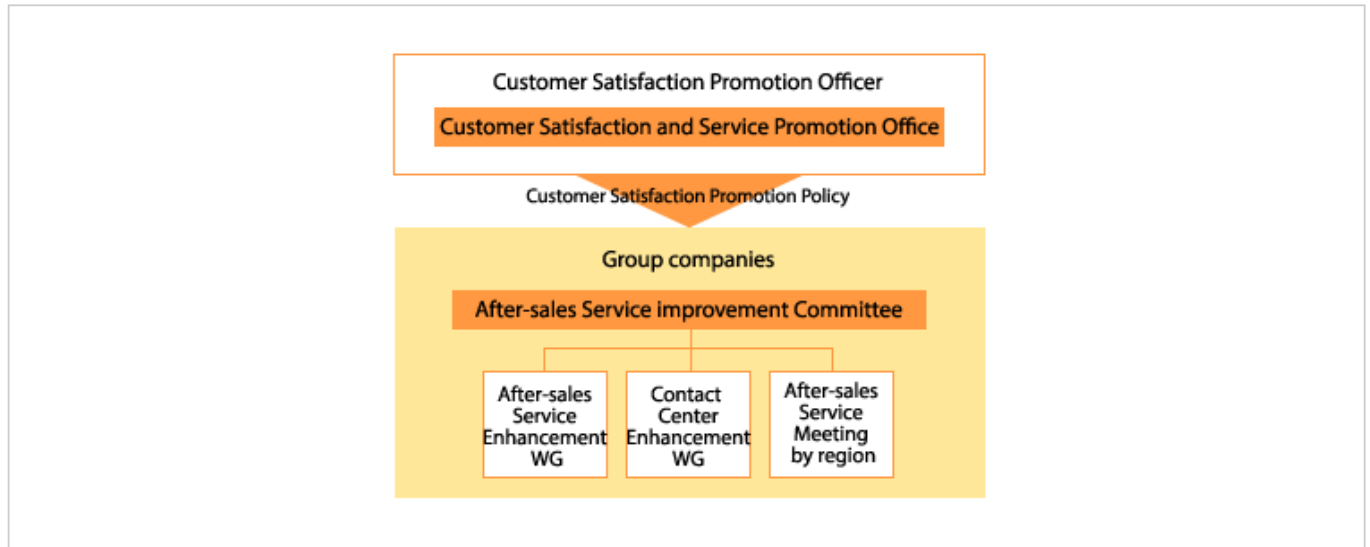 Customer Satisfaction Promotion Officer
Customer Satisfaction and Service Promotion Office
Customer Satisfaction Promotion Policy
Group companies
After-sales Service improvement Committee
After-sales
Service
Enhancement
WG
Contact
Center
Enhancement
WG
After-sales
Service
Meeting
by region